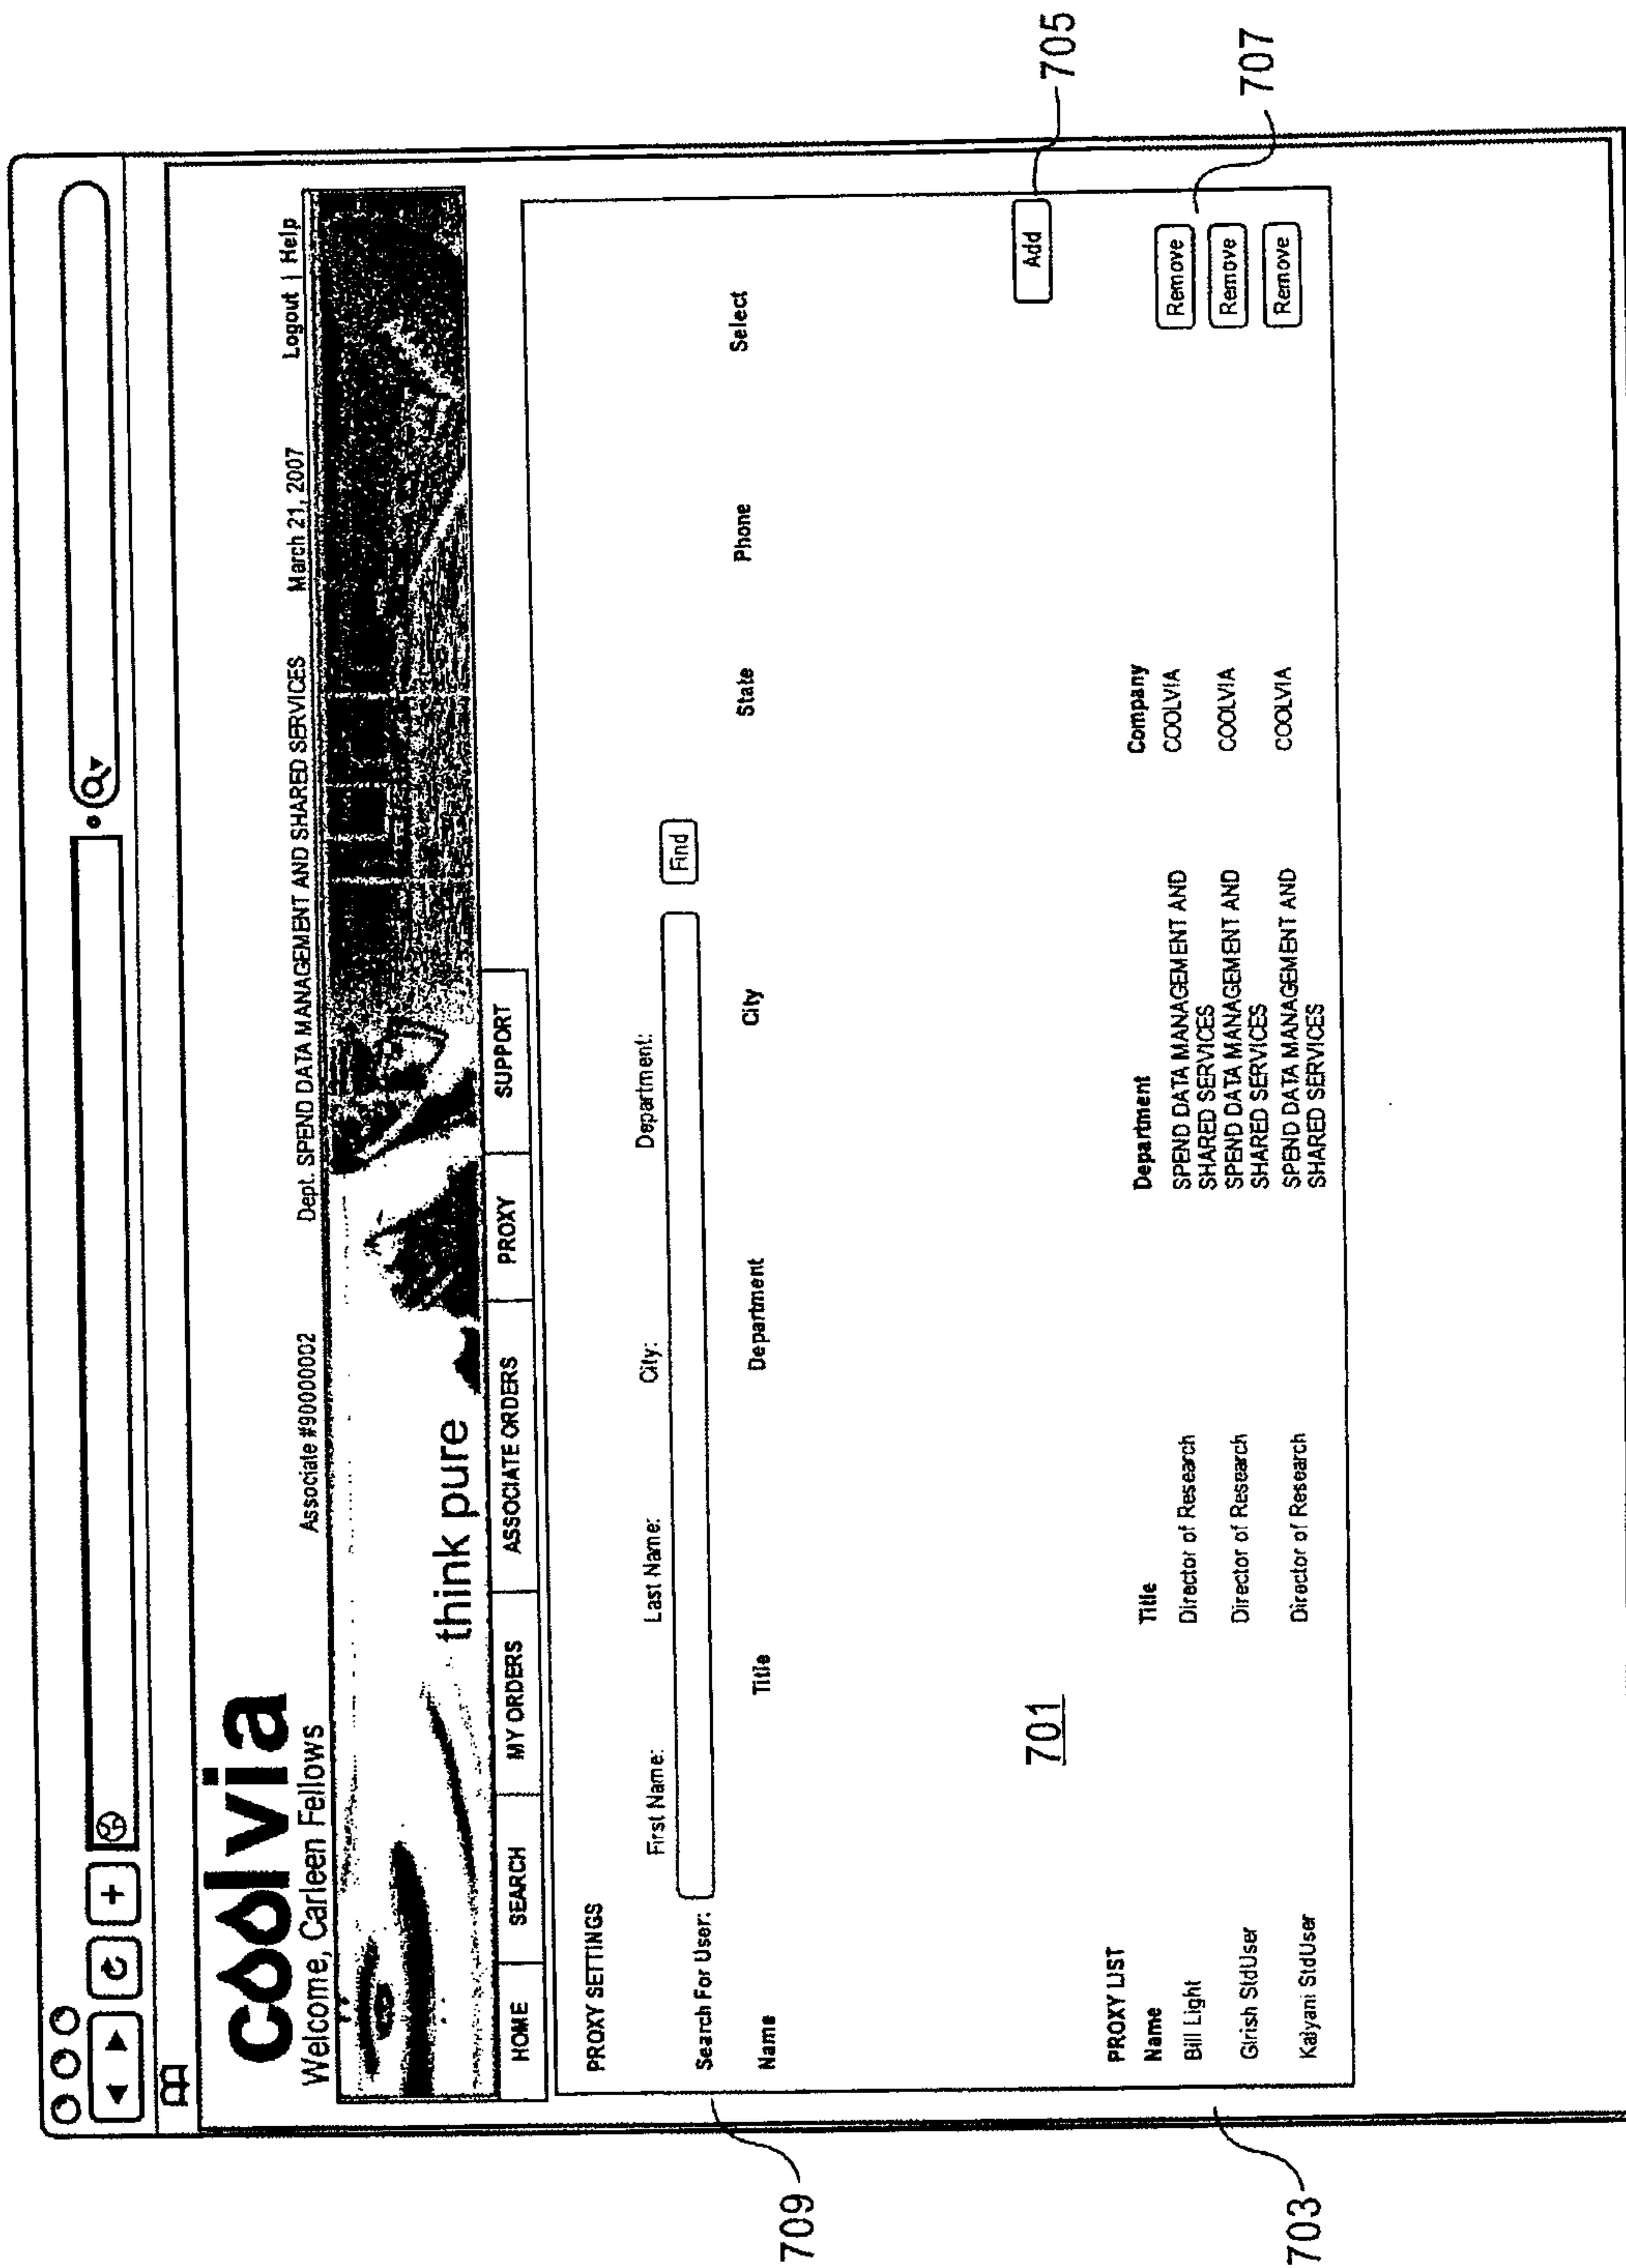 coolvia
Welcome, Carleen Fellows
Associate #90000002
Dept. SPEND DATA MANAGEMENT AND SHARED SERVICES
March 21, 2007
Logout | Help
think pure
HOME
SEARCH
MY ORDERS
ASSOCIATE ORDERS
PROXY
SUPPORT
PROXY SETTINGS
First Name:
Last Name:
City:
Department:
Search For User:
Find
709
Name
Title
Department
City
State
Phone
Select
701
Add
705
PROXY LIST
Name
Title
Department
Company
Bill Light
Director of Research
SPEND DATA MANAGEMENT AND
SHARED SERVICES
COOLVIA
Remove
707
703
Girish StdUser
Director of Research
SPEND DATA MANAGEMENT AND
SHARED SERVICES
COOLVIA
Remove
Kalyani StdUser
Director of Research
SPEND DATA MANAGEMENT AND
SHARED SERVICES
COOLVIA
Remove